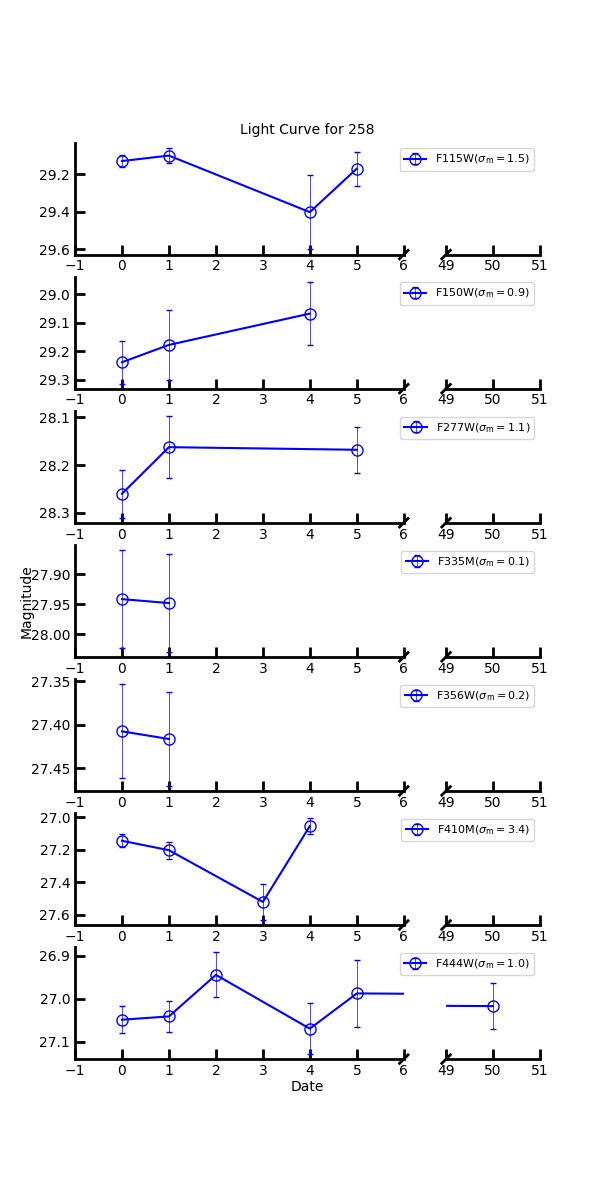 Light Curve for 258
F115W(σm = 1.5)
29.2
29.4
29.6
−1 0 1 2 3 4 5 6 49 50 51
F150W(σm = 0.9)
29.0
29.1
29.2
29.3
−1 0 1 2 3 4 5 6 49 50 51
F277W(σm = 1.1)
28.1
28.2
28.3
−1 0 1 2 3 4 5 6 49 50 51
F335M(σm = 0.1)
27.90
27.95
28.00
Magnitude
−1 0 1 2 3 4 5 6 49 50 51
F356W(σm = 0.2)
27.35
27.40
27.45
−1 0 1 2 3 4 5 6 49 50 51
F410M(σm = 3.4)
27.0
27.2
27.4
27.6
−1 0 1 2 3 4 5 6 49 50 51
F444W(σm = 1.0)
26.9
27.0
27.1
−1 0 1 2 3 4 5 6 49 50 51
Date